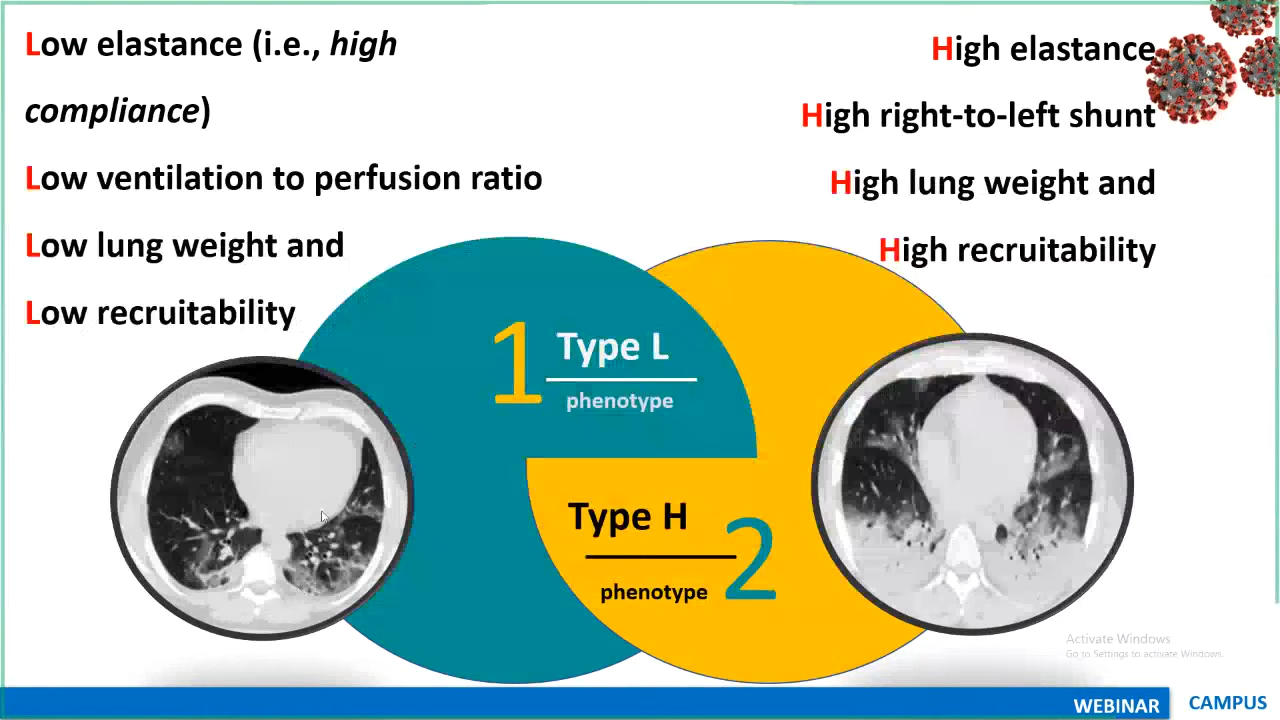 Low elastance (i.e., high
compliance)
Low ventilation to perfusion ratio
Low lung weight and
Low recruitability
High elastance
High right-to-left shunt
High lung weight and
High recruitability
1 Type L
phenotype
Type H 2
phenotype
Activate Windows
Go to Settings to activate Windows.
WEBINAR CAMPUS